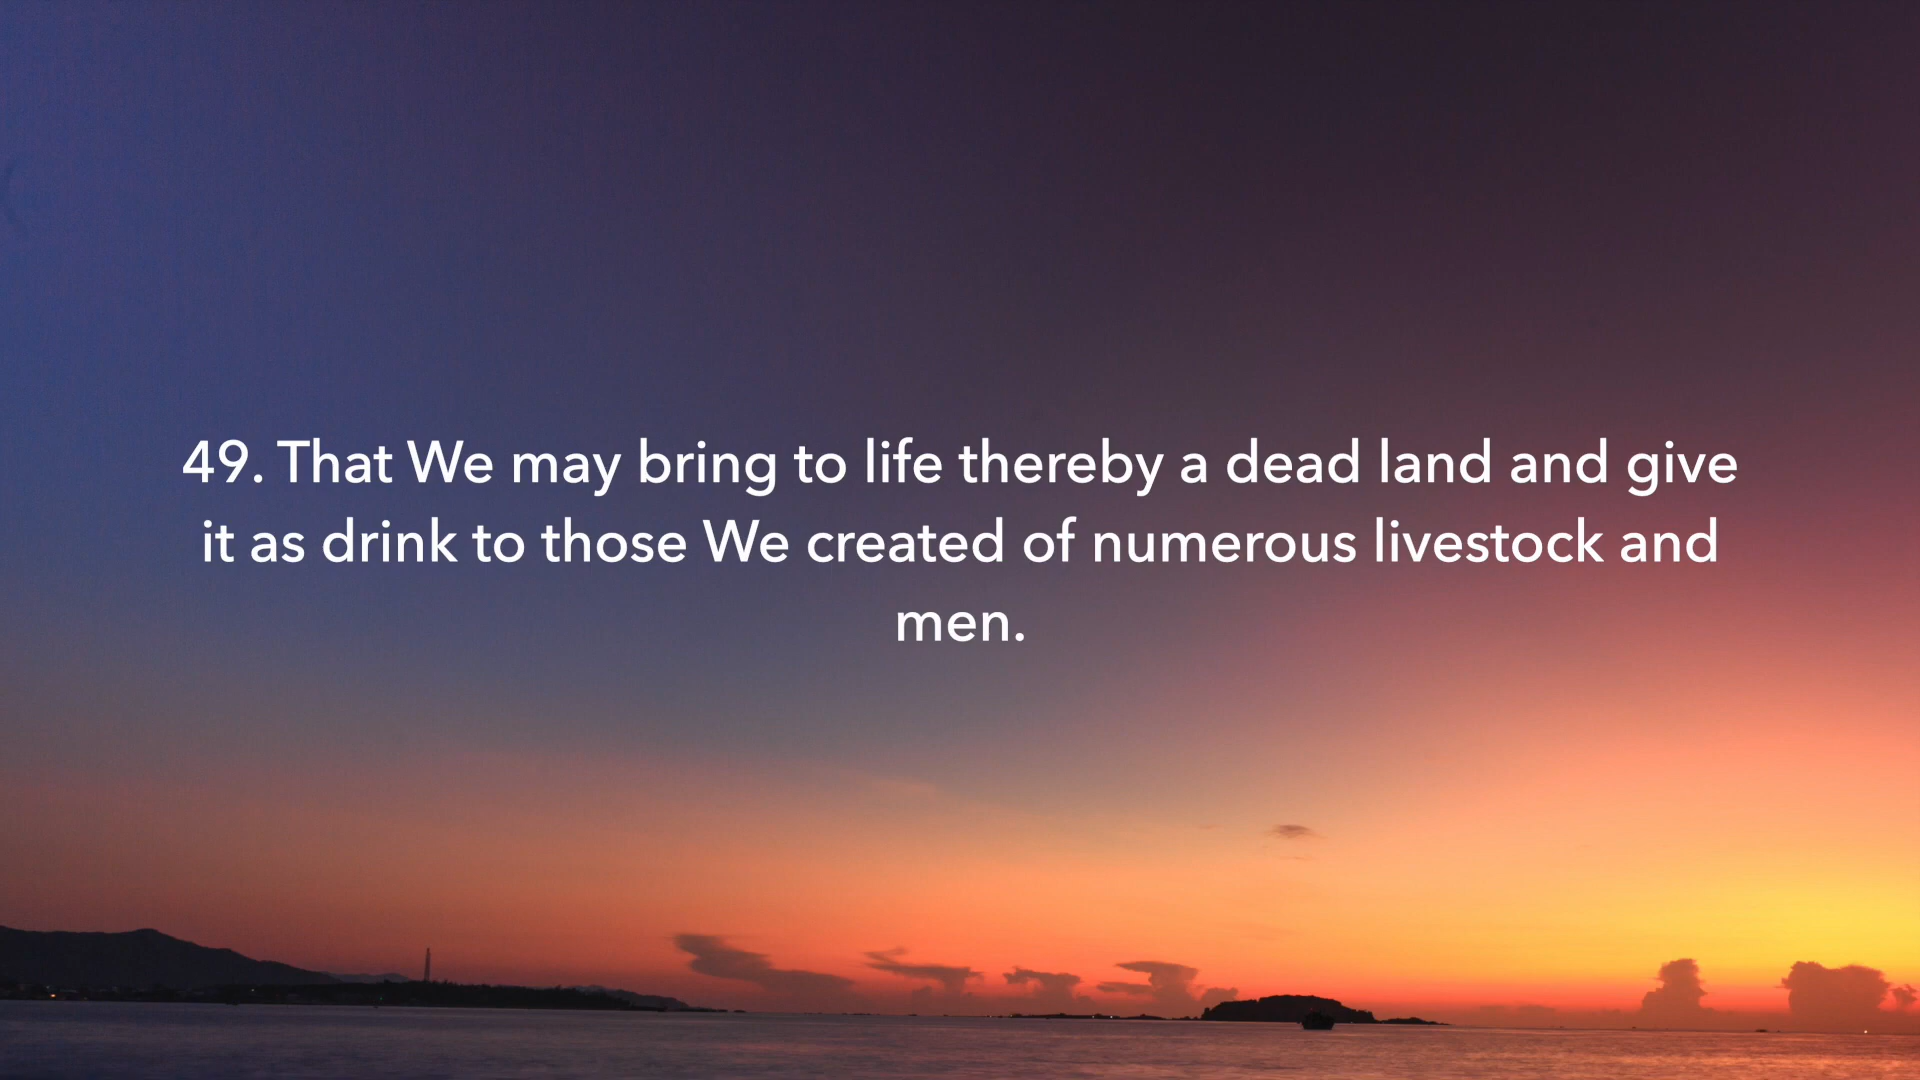 49. That We may bring to life thereby a dead land and give
it as drink to those We created of numerous livestock and
men.